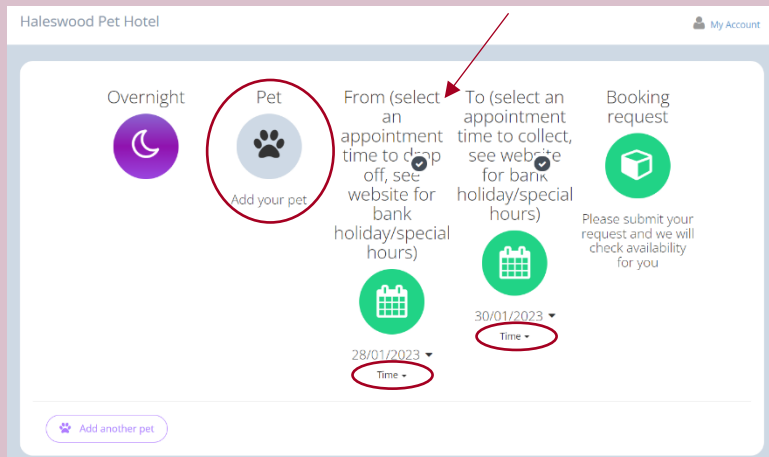 Haleswood Pet Hotel
My Account
Overnight
Pet
Add your pet
From (select
an
appointment
time to drop
off, see
website for
bank
holiday/special
hours)
28/01/2023
Time
To (select an
appointment
time to collect,
see website
for bank
holiday/special
hours)
30/01/2023
Time
Booking
request
Please submit your
request and we will
check availability
for you
Add another pet